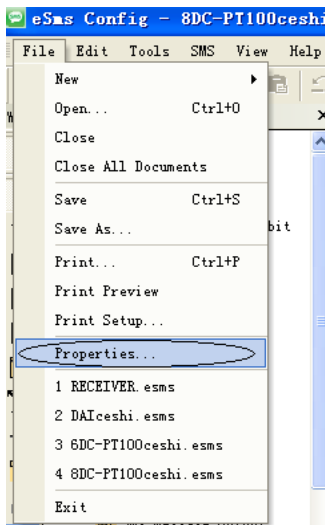 eSms Config - 8DC-PT100ceshi
File Edit Tools SMS View Help
New
Open... Ctrl+O
Close
Close All Documents
Save Ctrl+S
Save As...
bit
Print... Ctrl+P
Print Preview
Print Setup...
Properties...
1 RECEIVER.esms
2 DAIceshi.esms
3 6DC-PT100ceshi.esms
4 8DC-PT100ceshi.esms
Exit